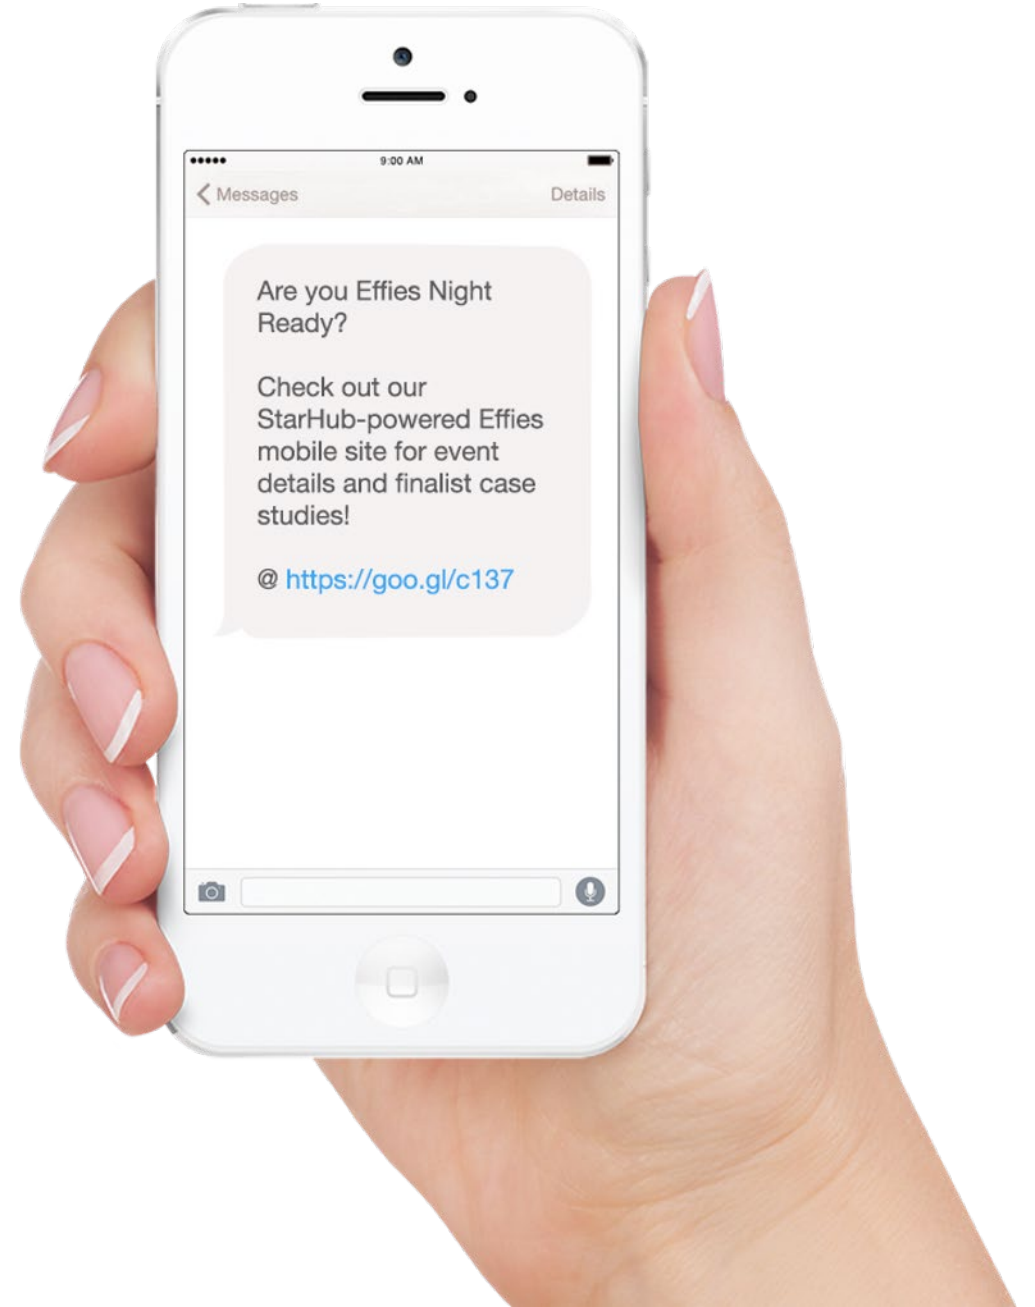 9:00 AM
Messages
Details
Are you Effies Night
Ready?
Check out our
StarHub-powered Effies
mobile site for event
details and finalist case
studies!
@ https://goo.gl/c137